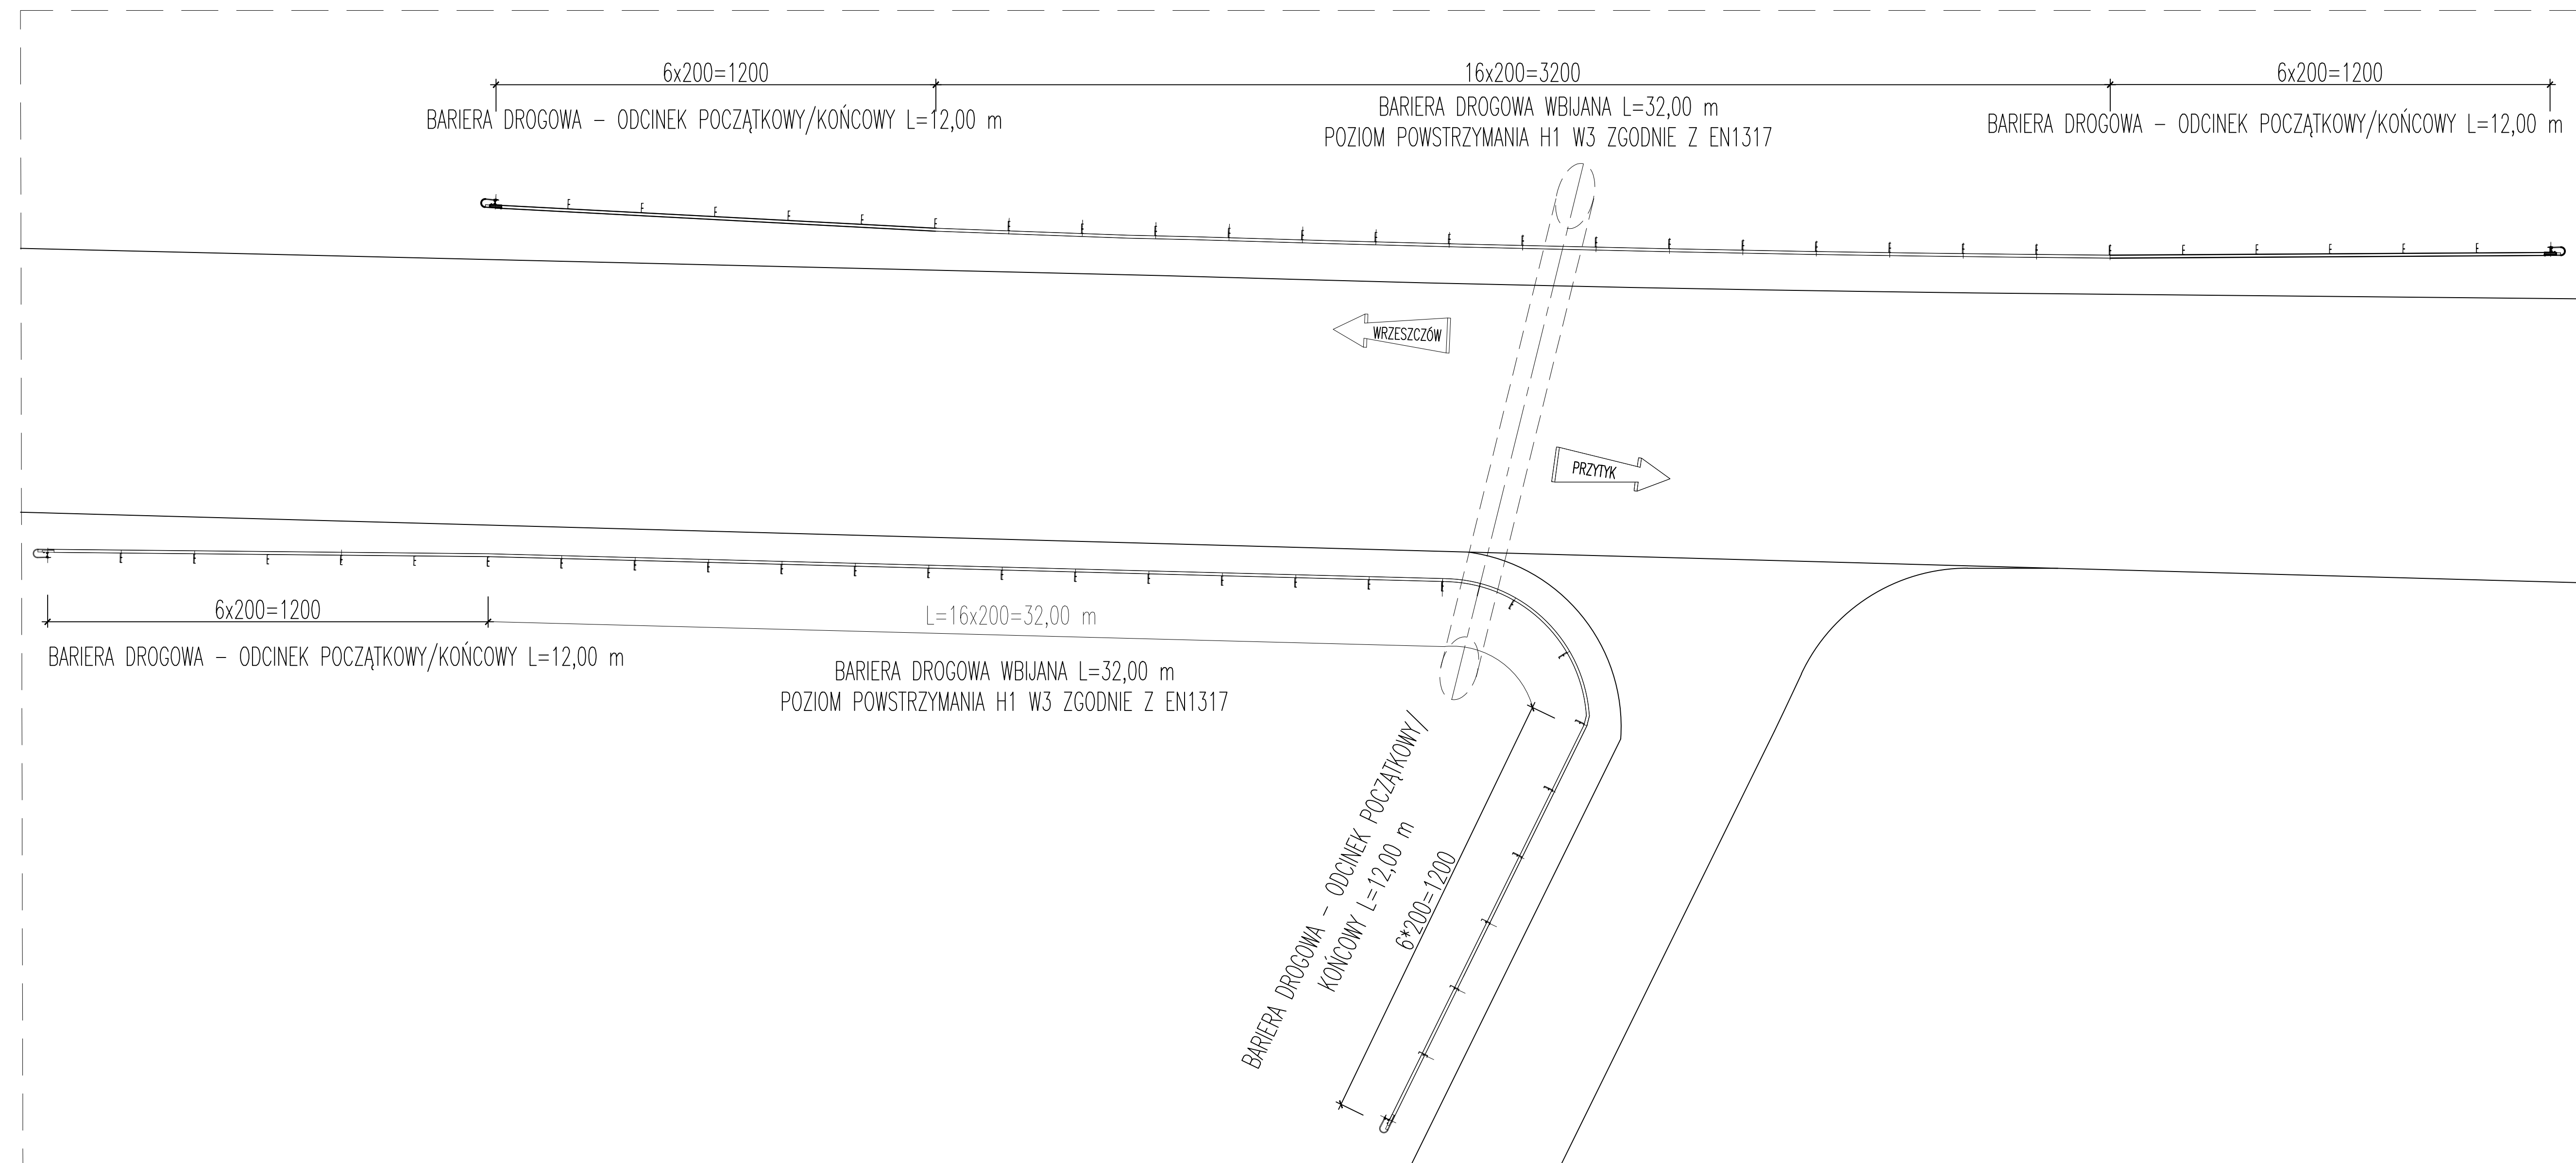 6x200=1200
16x200=3200
6x200=1200
BARIERA DROGOWA – ODCINEK POCZĄTKOWY/KOŃCOWY L=12,00 m
BARIERA DROGOWA WBIJANA L=32,00 m
POZIOM POWSTRZYMANIA H1 W3 ZGODNIE Z EN1317
BARIERA DROGOWA – ODCINEK POCZĄTKOWY/KOŃCOWY L=12,00 m
WRZESZCZÓW
PRZYTYK
6x200=1200
BARIERA DROGOWA – ODCINEK POCZĄTKOWY/KOŃCOWY L=12,00 m
L=16x200=32,00 m
BARIERA DROGOWA WBIJANA L=32,00 m
POZIOM POWSTRZYMANIA H1 W3 ZGODNIE Z EN1317
BARIERA DROGOWA – ODCINEK POCZĄTKOWY/
KOŃCOWY L=12,00 m
6*200=1200